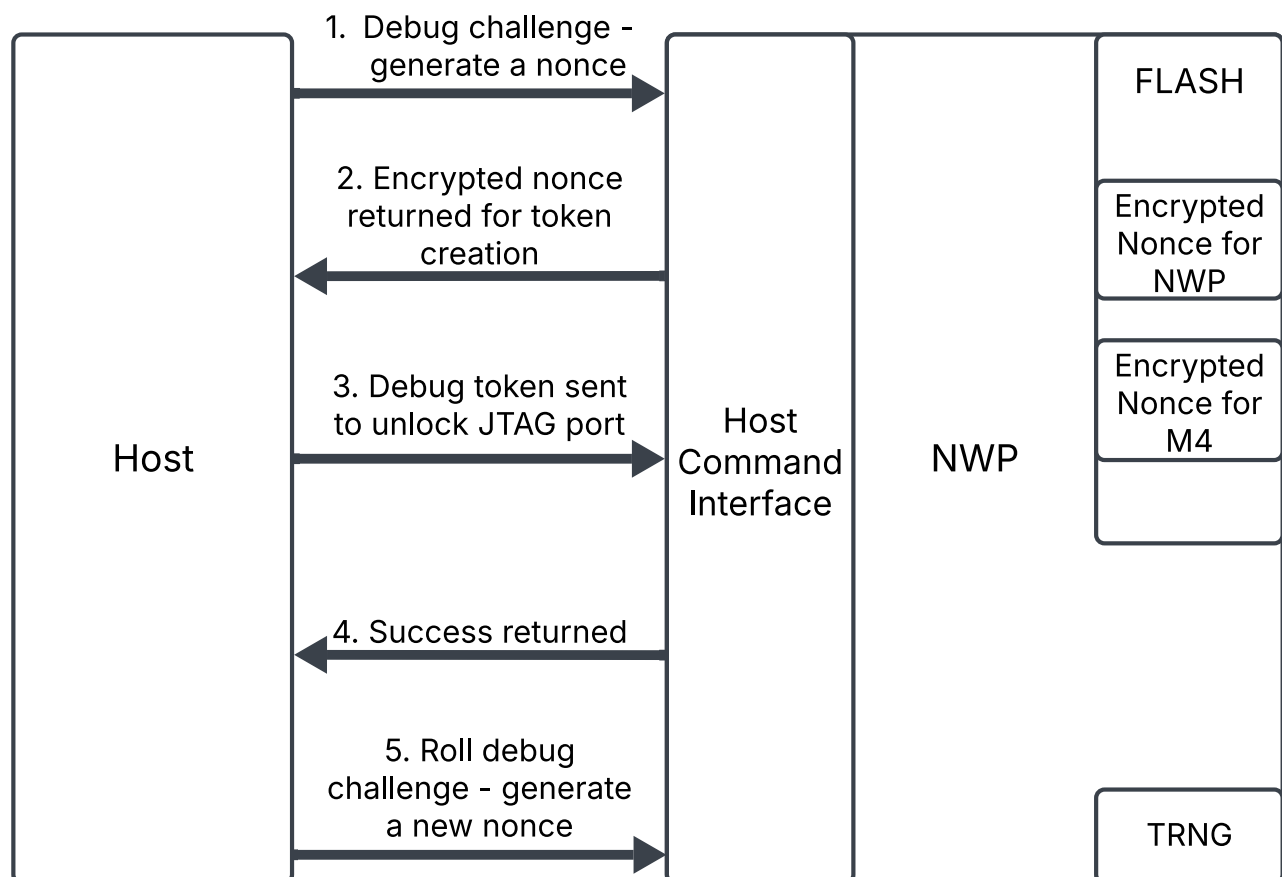 1. Debug challenge -
generate a nonce
2. Encrypted nonce
returned for token
creation
3. Debug token sent
to unlock JTAG port
4. Success returned
5. Roll debug
challenge - generate
a new nonce
Host
Host
Command
Interface
NWP
FLASH
Encrypted
Nonce for
NWP
Encrypted
Nonce for
M4
TRNG